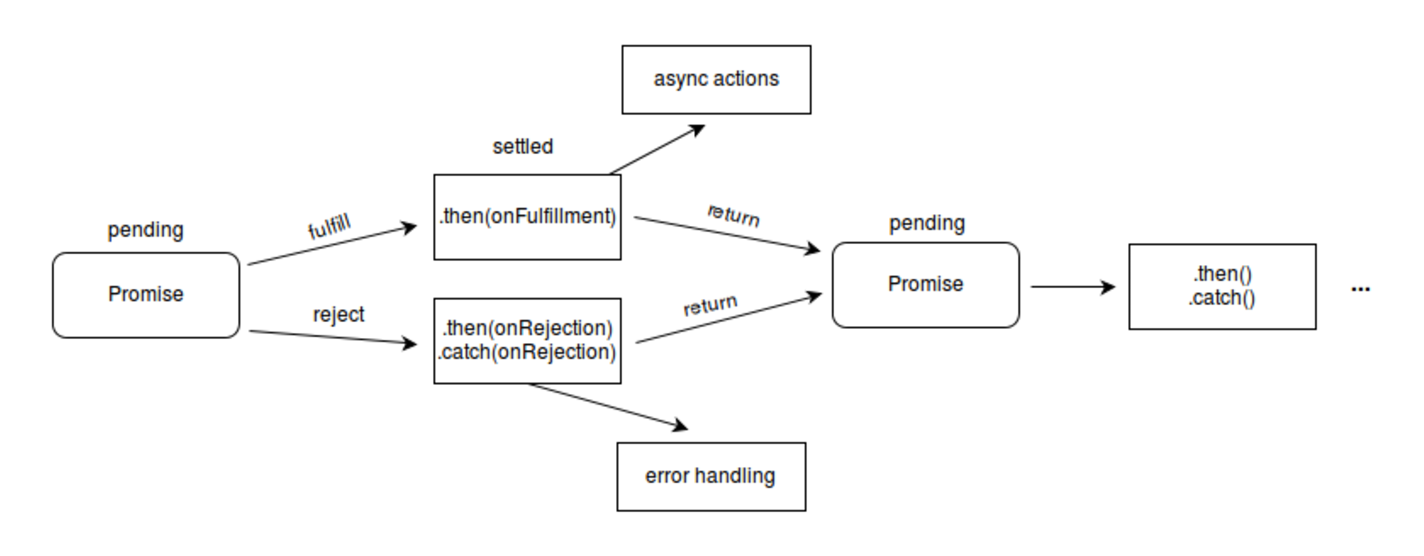 async actions
settled
.then(onFulfillment)
fulfill
return
pending
Promise
pending
Promise
.then()
.catch()
...
reject
.then(onRejection)
.catch(onRejection)
return
error handling